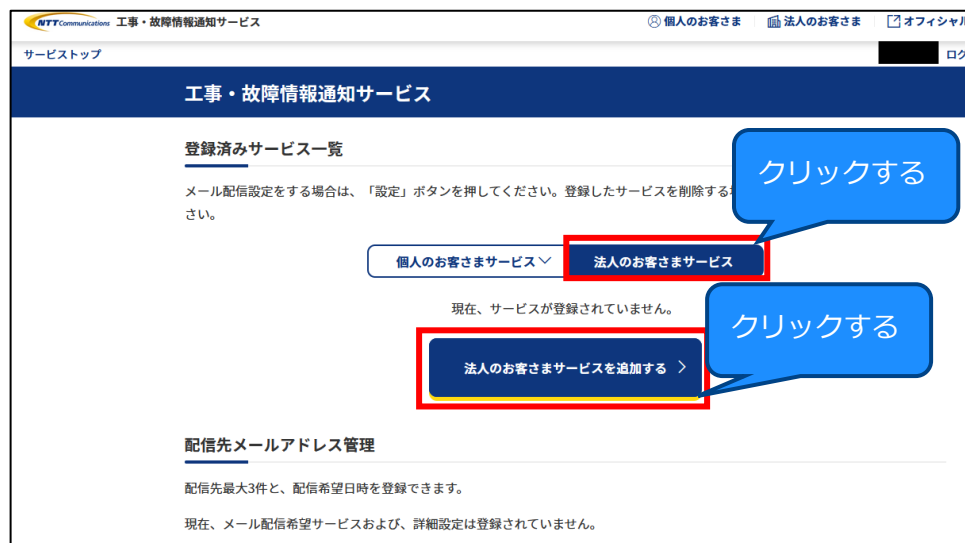 NTT Communications 工事・故障情報通知サービス
個人のお客さま 法人のお客さま オフィシャル
サービストップ
ログ
工事・故障情報通知サービス
登録済みサービス一覧
メール配信設定をする場合は、「設定」ボタンを押してください。登録したサービスを削除する
さい。
クリックする
個人のお客さまサービス 法人のお客さまサービス
現在、サービスが登録されていません。
クリックする
法人のお客さまサービスを追加する
配信先メールアドレス管理
配信先最大3件と、配信希望日時を登録できます。
現在、メール配信希望サービスおよび、詳細設定は登録されていません。